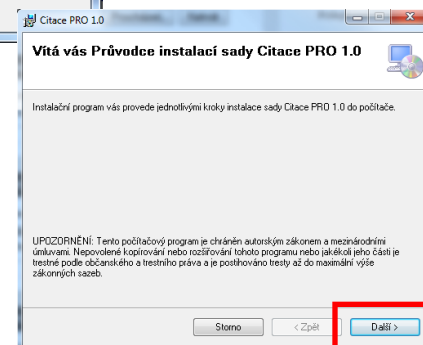 Citace PRO 1.0
Vítá vás Průvodce instalací sady Citace PRO 1.0
Instalační program vás provede jednotlivými kroky instalace sady Citace PRO 1.0 do počítače.
UPOZORNĚNÍ: Tento počítačový program je chráněn autorským zákonem a mezinárodními
úmluvami. Nepovolené kopírování nebo rozšiřování tohoto programu nebo jakékoli jeho části je
trestné podle občanského a trestního práva a je postihováno tresty až do maximální výše
zákonných sazeb.
Storno
< Zpět
Další >